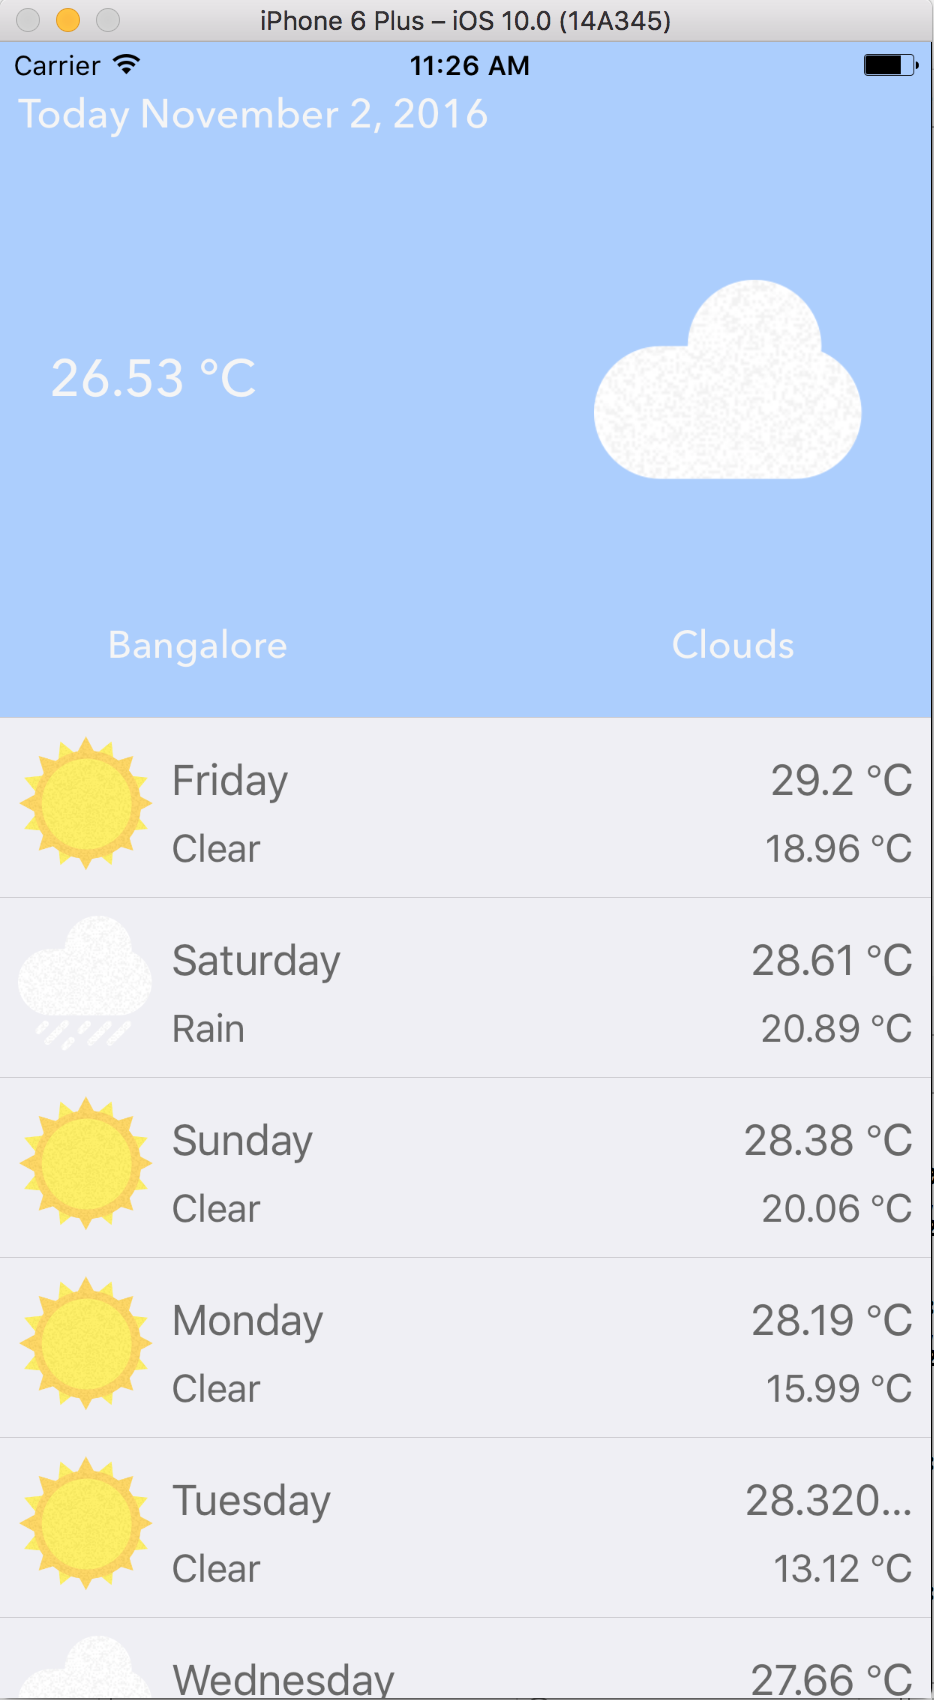 iPhone 6 Plus – iOS 10.0 (14A345)
Carrier 11:26 AM
Today November 2, 2016
26.53 °C
Bangalore Clouds
Friday 29.2 °C
Clear 18.96 °C
Saturday 28.61 °C
Rain 20.89 °C
Sunday 28.38 °C
Clear 20.06 °C
Monday 28.19 °C
Clear 15.99 °C
Tuesday 28.320...
Clear 13.12 °C
Wednesday 27.66 °C